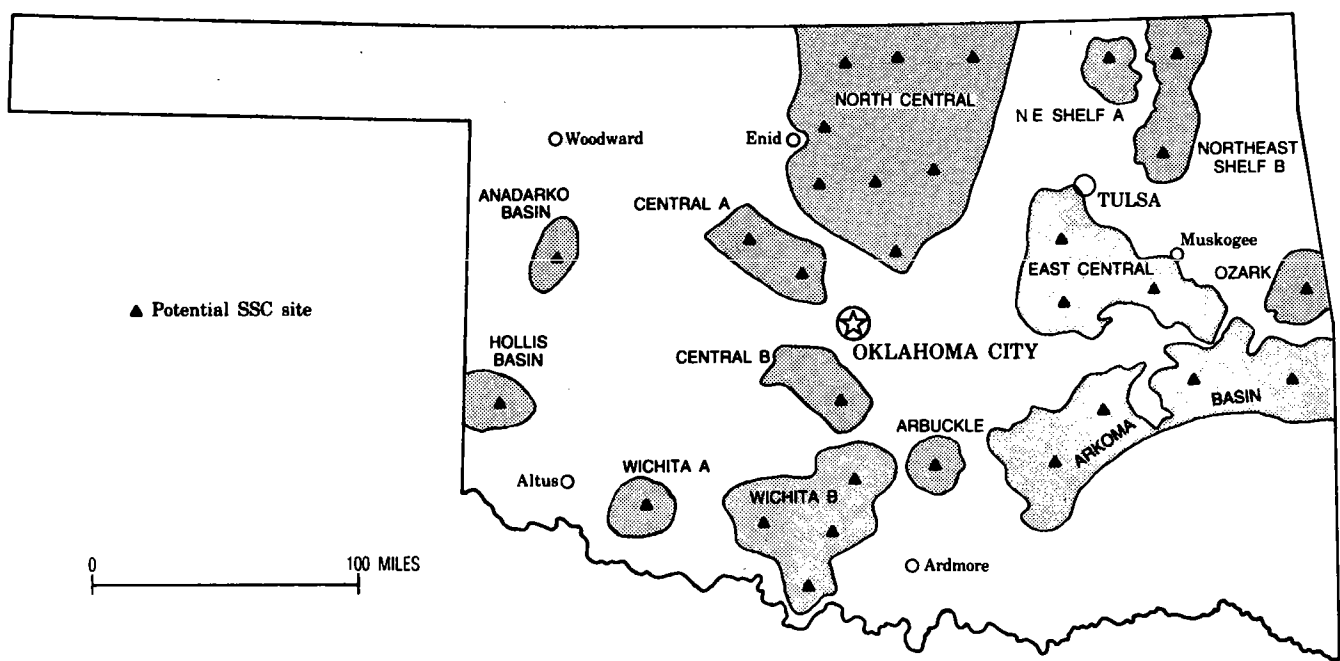 NORTH CENTRAL
N E SHELF A
NORTHEAST
SHELF B
Woodward
Enid
TULSA
ANADARKO
BASIN
CENTRAL A
Muskogee
EAST CENTRAL
OZARK
Potential SSC site
HOLLIS
BASIN
CENTRAL B
OKLAHOMA CITY
BASIN
ARKOMA
ARBUCKLE
WICHITA A
Altus
WICHITA B
Ardmore
0
100 MILES